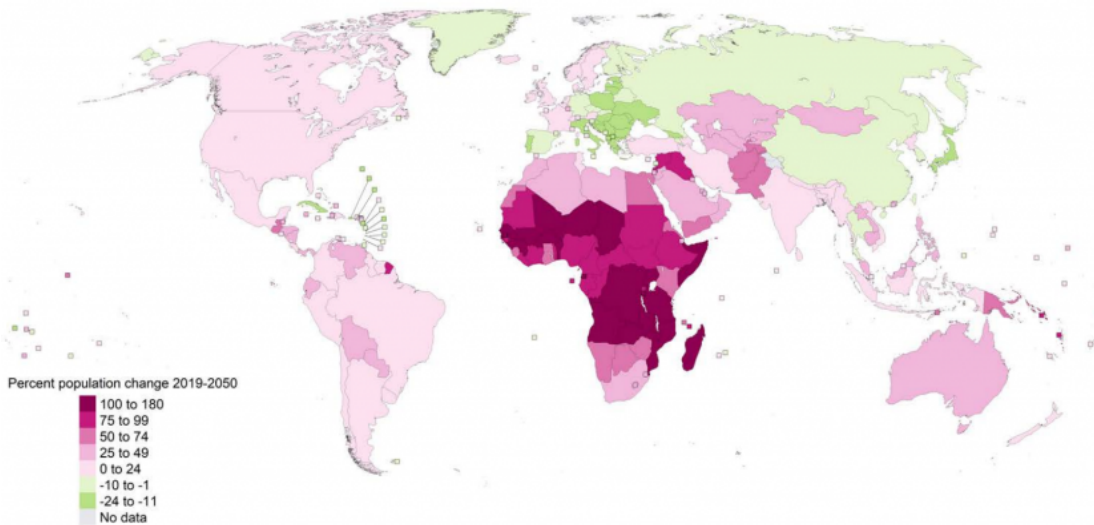 Percent population change 2019-2050
100 to 180
75 to 99
50 to 74
25 to 49
0 to 24
-10 to -1
-24 to -11
No data